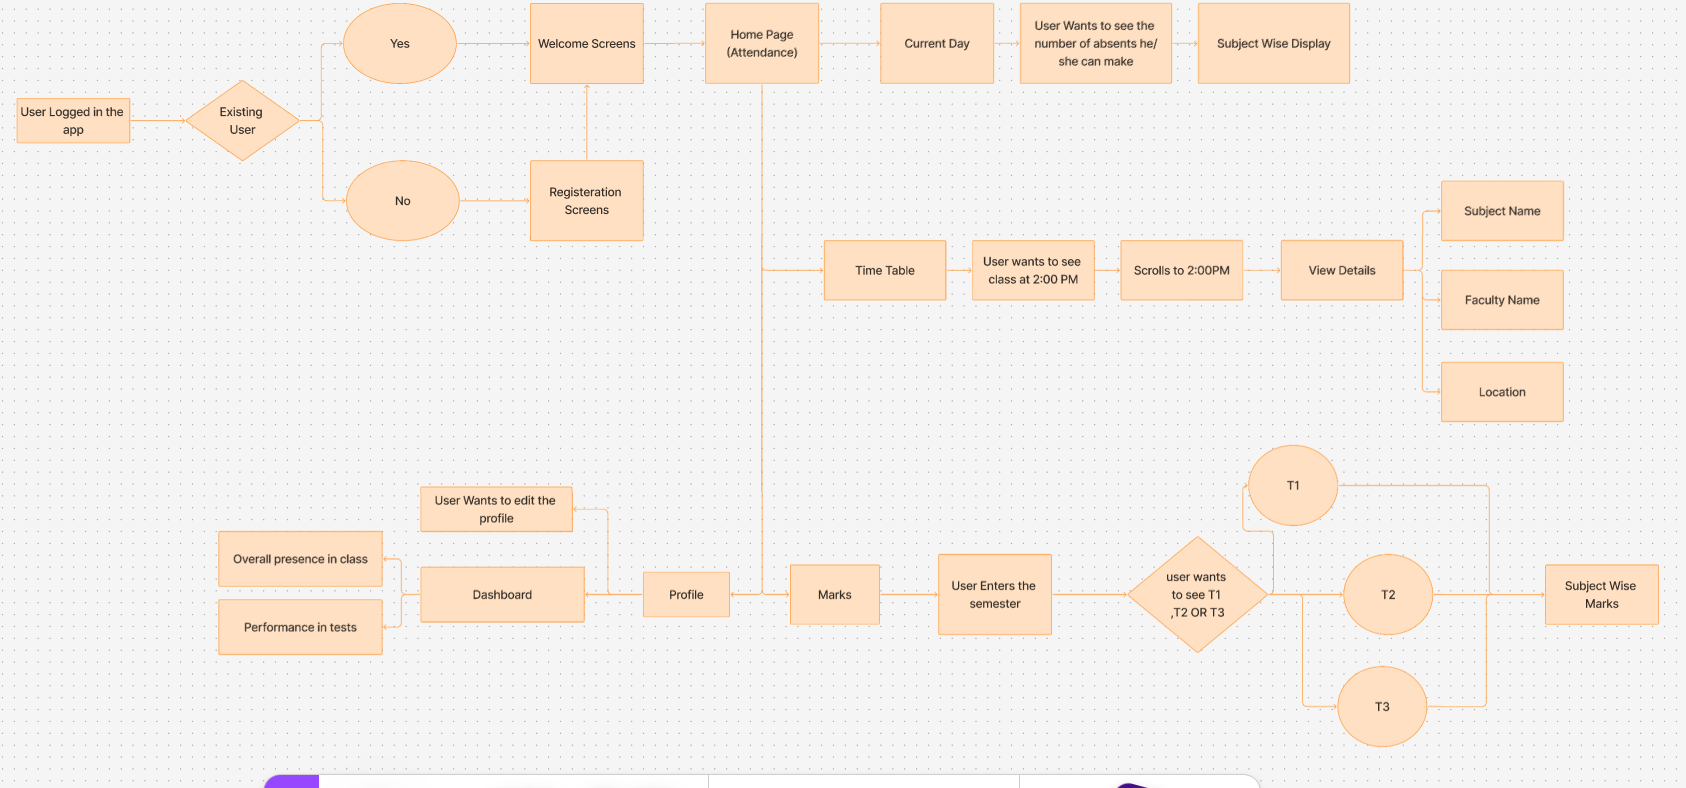 Yes
Welcome Screens
Home Page
(Attendance)
Current Day
User Wants to see the
number of absents he/
she can make
Subject Wise Display
User Logged in the
app
Existing
User
No
Registeration
Screens
Time Table
User wants to see
class at 2:00 PM
Scrolls to 2:00PM
View Details
Subject Name
Faculty Name
Location
User Wants to edit the
profile
Overall presence in class
Performance in tests
Dashboard
Profile
Marks
User Enters the
semester
user wants
to see T1
,T2 OR T3
T1
T2
T3
Subject Wise
Marks